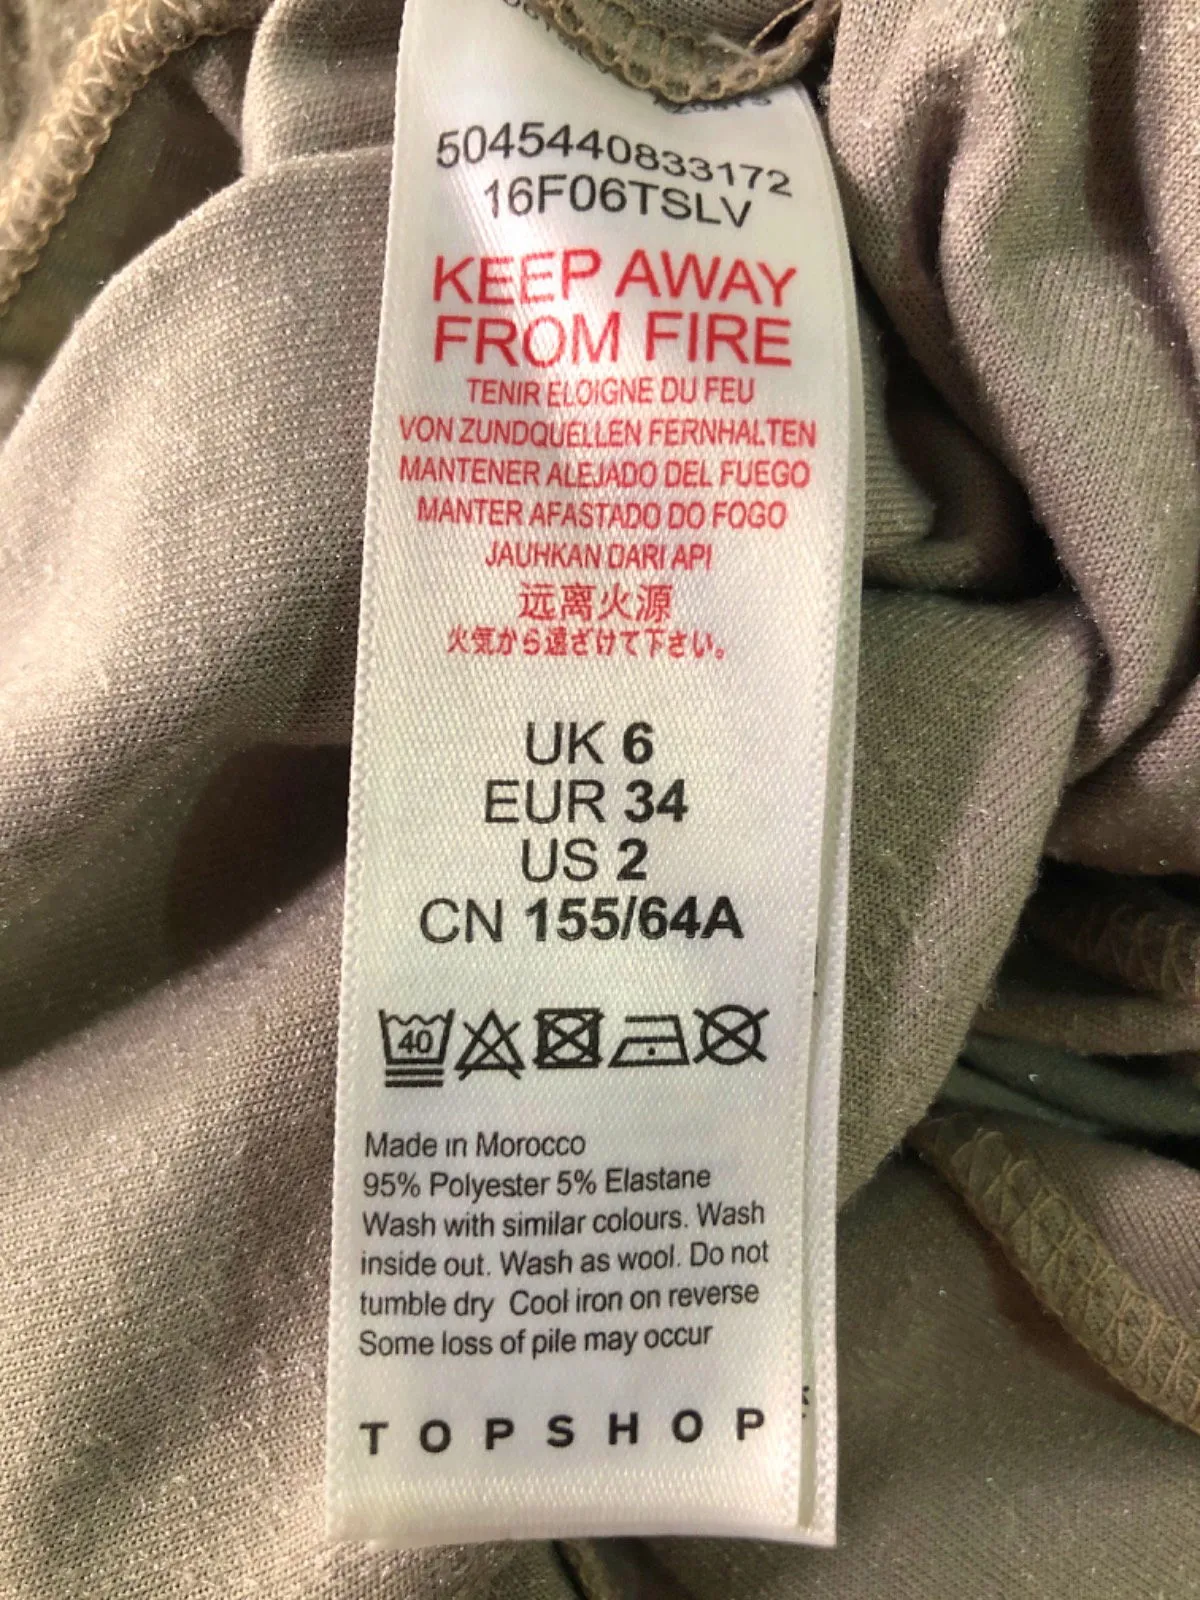 5045440833172
16F06TSLV
KEEP AWAY
FROM FIRE
TENIR ELOIGNE DU FEU
VON ZUNDQUELLEN FERNHALTEN
MANTENER ALEJADO DEL FUEGO
MANTER AFASTADO DO FOGO
JAUHKAN DARI API
远离火源
火気から遠ざけて下さい。
UK 6
EUR 34
US 2
CN 155/64A
40
Made in Morocco
95% Polyester 5% Elastane
Wash with similar colours. Wash
inside out. Wash as wool. Do not
tumble dry Cool iron on reverse
Some loss of pile may occur
TOPSHOP